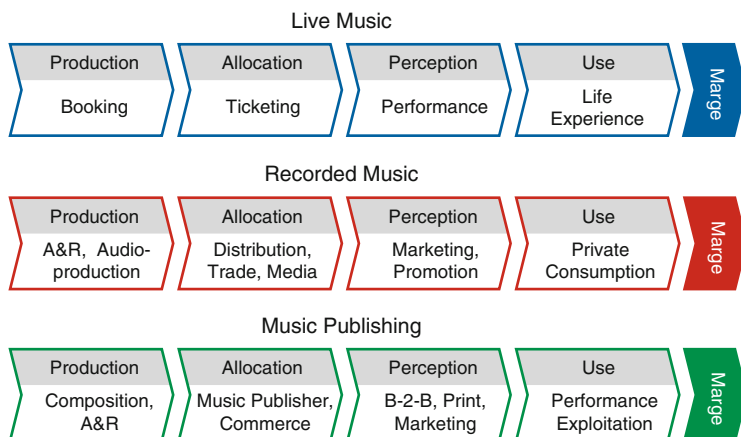 Live Music
Production
Allocation
Perception
Use
Marge
Booking
Ticketing
Performance
Life
Experience
Recorded Music
Production
Allocation
Perception
Use
Marge
A&R, Audio-
production
Distribution,
Trade, Media
Marketing,
Promotion
Private
Consumption
Music Publishing
Production
Allocation
Perception
Use
Marge
Composition,
A&R
Music Publisher,
Commerce
B-2-B, Print,
Marketing
Performance
Exploitation